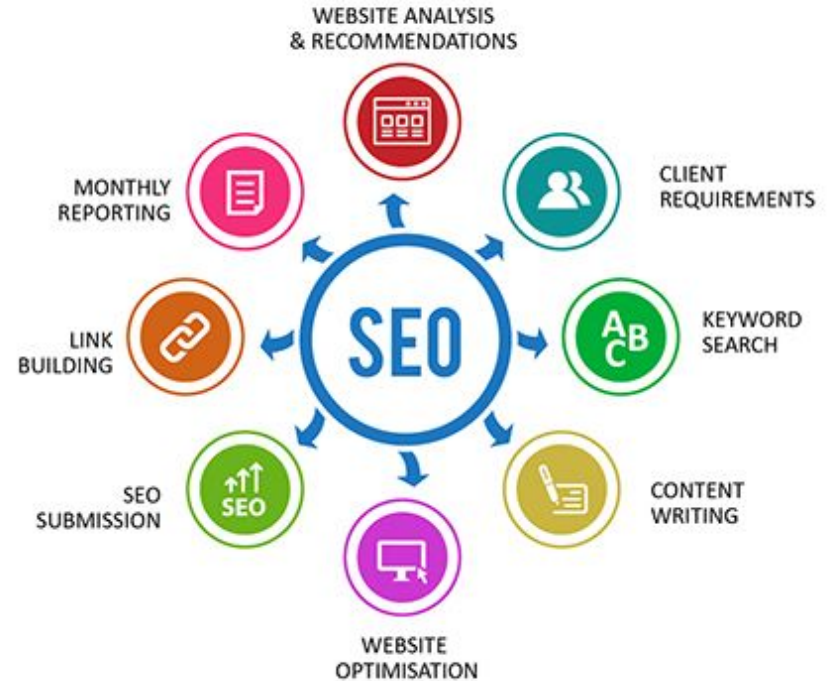 WEBSITE ANALYSIS
& RECOMMENDATIONS
CLIENT
REQUIREMENTS
KEYWORD
SEARCH
CONTENT
WRITING
WEBSITE
OPTIMISATION
SEO
SUBMISSION
LINK
BUILDING
MONTHLY
REPORTING
SEO
A
B
C
SEO